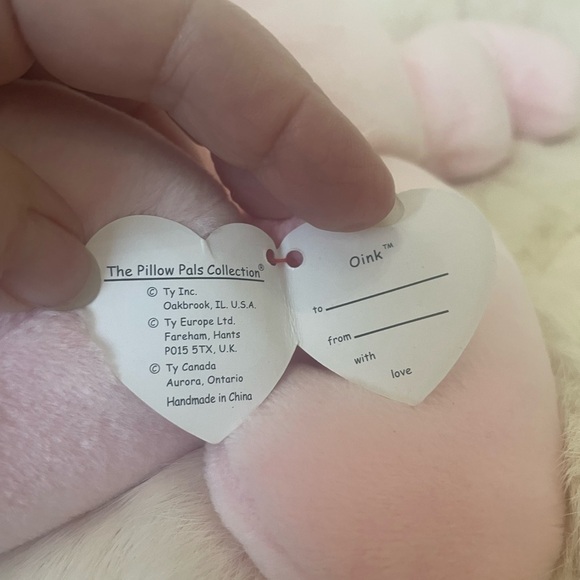 The Pillow Pals Collection®
© Ty Inc.
Oakbrook, IL. U.S.A.
© Ty Europe Ltd.
Fareham, Hants
PO15 5TX, U.K.
© Ty Canada
Aurora, Ontario
Handmade in China
Oink™
to
from
with
love